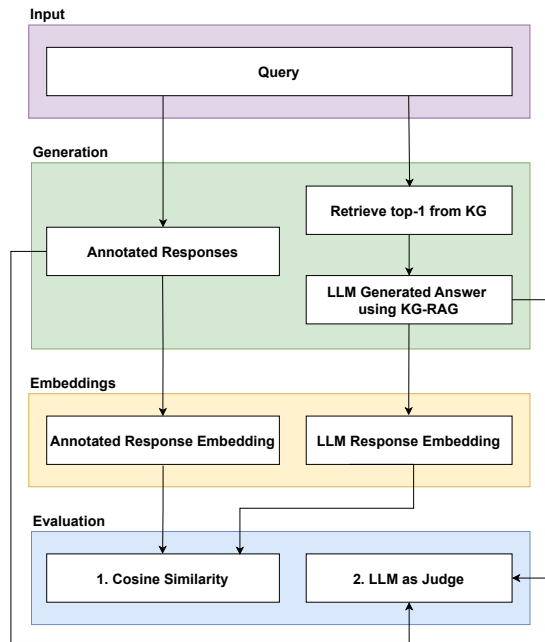 Input
Query
Generation
Retrieve top-1 from KG
Annotated Responses
LLM Generated Answer
using KG-RAG
Embeddings
Annotated Response Embedding
LLM Response Embedding
Evaluation
1. Cosine Similarity
2. LLM as Judge